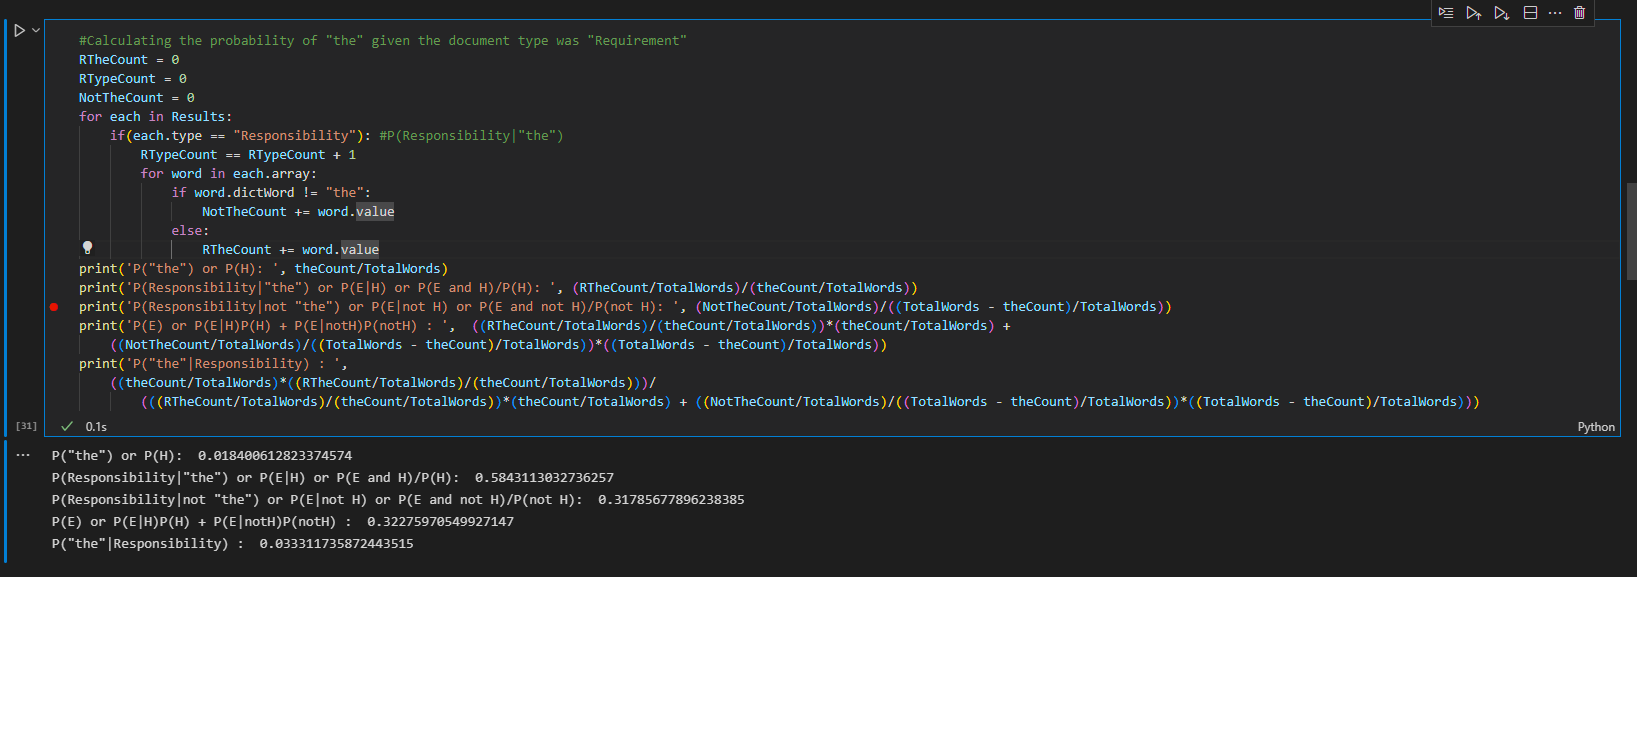 #Calculating the probability of "the" given the document type was "Requirement"
RTheCount = 0
RTypeCount = 0
NotTheCount = 0
for each in Results:
    if(each.type == "Responsibility"): #P(Responsibility|"the")
        RTypeCount == RTypeCount + 1
        for word in each.array:
            if word.dictWord != "the":
                NotTheCount += word.value
            else:
                RTheCount += word.value
print('P("the") or P(H): ', theCount/TotalWords)
print('P(Responsibility|"the") or P(E|H) or P(E and H)/P(H): ', (RTheCount/TotalWords)/(theCount/TotalWords))
print('P(Responsibility|not "the") or P(E|not H) or P(E and not H)/P(not H): ', (NotTheCount/TotalWords)/((TotalWords - theCount)/TotalWords))
print('P(E) or P(E|H)P(H) + P(E|notH)P(notH) : ',  ((RTheCount/TotalWords)/(theCount/TotalWords))*(theCount/TotalWords) +
    ((NotTheCount/TotalWords)/((TotalWords - theCount)/TotalWords))*((TotalWords - theCount)/TotalWords))
print('P("the"|Responsibility) : ',
    ((theCount/TotalWords)*((RTheCount/TotalWords)/(theCount/TotalWords)))/
        (((RTheCount/TotalWords)/(theCount/TotalWords))*(theCount/TotalWords) + ((NotTheCount/TotalWords)/((TotalWords - theCount)/TotalWords))*((TotalWords - theCount)/TotalWords)))
[31] 0.1s Python
P("the") or P(H):  0.018400612823374574
P(Responsibility|"the") or P(E|H) or P(E and H)/P(H):  0.5843113032736257
P(Responsibility|not "the") or P(E|not H) or P(E and not H)/P(not H):  0.31785677896238385
P(E) or P(E|H)P(H) + P(E|notH)P(notH) :  0.32275970549927147
P("the"|Responsibility) :  0.033311735872443515